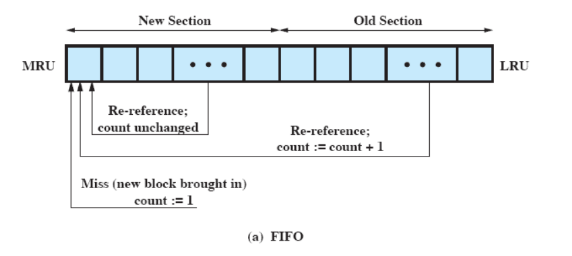 New Section Old Section
MRU • • • • • • LRU
Re-reference;
count unchanged
Re-reference;
count := count + 1
Miss (new block brought in)
count := 1
(a) FIFO